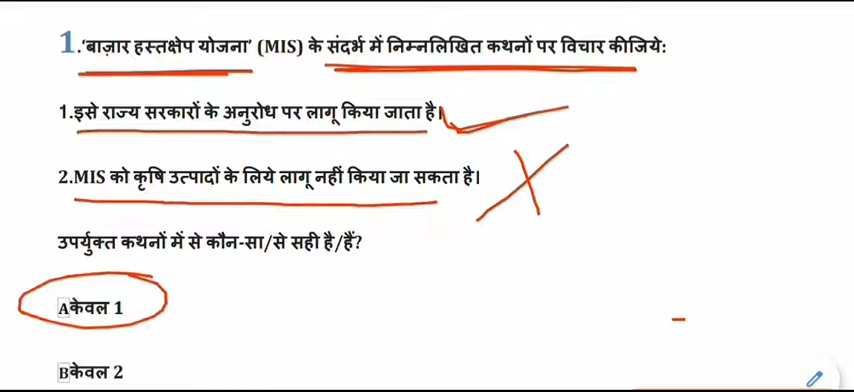 1.‘बाज़ार हस्तक्षेप योजना’ (MIS) के संदर्भ में निम्नलिखित कथनों पर विचार कीजिये:
1.इसे राज्य सरकारों के अनुरोध पर लागू किया जाता है।
2.MIS को कृषि उत्पादों के लिये लागू नहीं किया जा सकता है।
उपर्युक्त कथनों में से कौन-सा/से सही है/हैं?
Aकेवल 1
Bकेवल 2